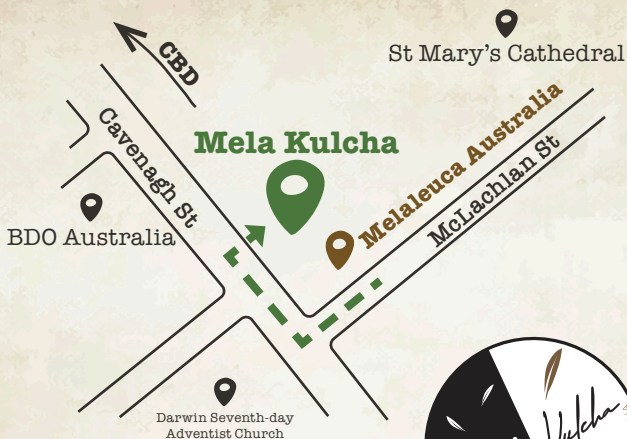 St Mary's Cathedral
CBD
Mela Kulcha
Melaleuca Australia
Cavenagh St
McLachlan St
BDO Australia
Darwin Seventh-day
Adventist Church
Kulcha